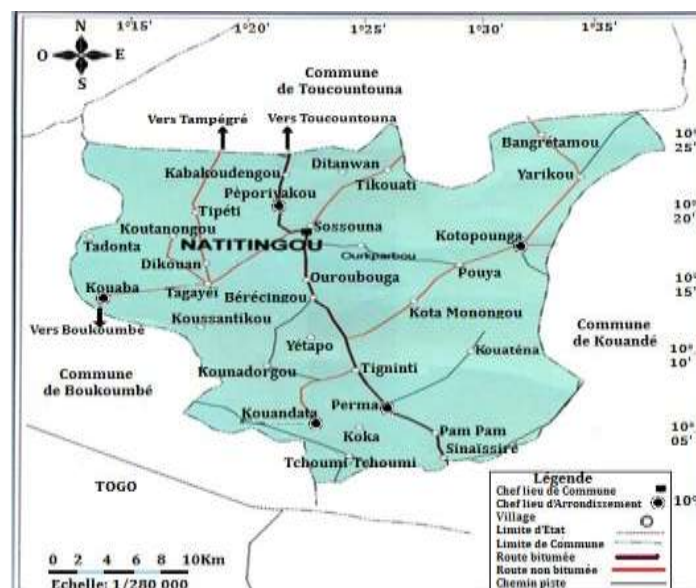 1°15' 1°20' 1°25' 1°30' 1°35'
N
O E
S
Commune
de Toucountouna
Vers Tampégré
Vers Toucountouna
10°
25'
Bangrétamou
Kabakoudengou
Ditanwan
Tikouati
Yarikou
Pèporiyakou
10°
20'
Tipéti
Koutanongou
Sossouna
Kotopounga
Tadonta
NATITINGOU
Ourkparbou
Dikouan
Pouya
Kouaba
Tagayéi
Ouroubouga
10°
15'
Bérécingou
Vers Boukoumbé
Koussantikou
Kota Monongou
Commune
de Kouandé
Yétapo
Kouaténa
10°
10'
Commune
de Boukoumbé
Kounadorgou
Tigninti
Kouandata
Perma
Koka
Pam Pam
10°
05'
Sinaïssiré
Tchoumi Tchoumi
TOGO
10°
Légende
Chef lieu de Commune
Chef lieu d'Arrondissement
Village
Limite d'Etat
Limite de Commune
Route bitumée
Route non bitumée
Chemin piste
0 2 4 6 8 10Km
Echelle: 1/280 000